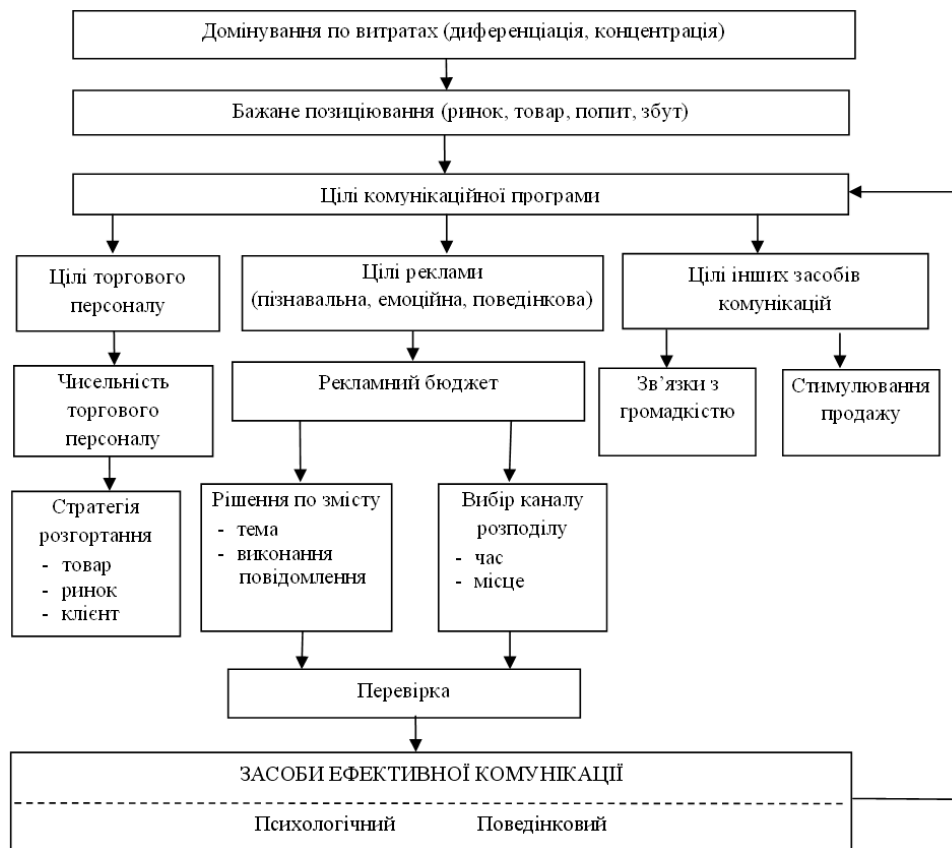 Домінування по витратах (диференціація, концентрація)
Бажане позиціювання (ринок, товар, попит, збут)
Цілі комунікаційної програми
Цілі торгового
персоналу
Цілі реклами
(пізнавальна, емоційна, поведінкова)
Цілі інших засобів
комунікацій
Чисельність
торгового
персоналу
Рекламний бюджет
Зв’язки з
громадкістю
Стимулювання
продажу
Стратегія
розгортання
- товар
- ринок
- клієнт
Рішення по змісту
- тема
- виконання
повідомлення
Вибір каналу
розподілу
- час
- місце
Перевірка
ЗАСОБИ ЕФЕКТИВНОЇ КОМУНІКАЦІЇ
Психологічний Поведінковий